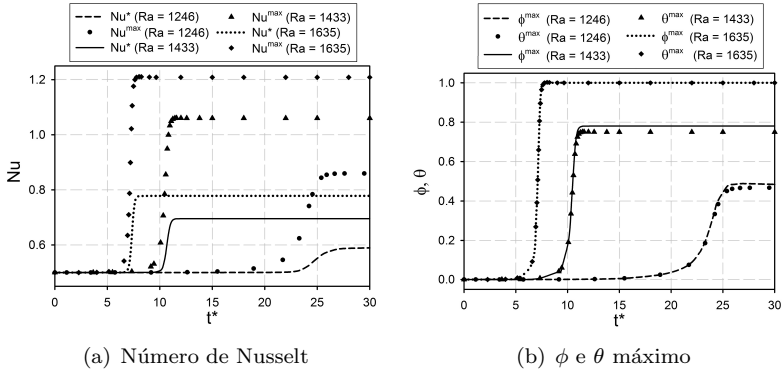 Nu* (Ra = 1246)
Nu^max (Ra = 1246)
Nu* (Ra = 1433)
Nu^max (Ra = 1433)
Nu* (Ra = 1635)
Nu^max (Ra = 1635)
1.2
1.0
0.8
0.6
Nu
0 5 10 15 20 25 30
t*
(a) Número de Nusselt
ϕ^max (Ra = 1246)
θ^max (Ra = 1246)
ϕ^max (Ra = 1433)
θ^max (Ra = 1433)
ϕ^max (Ra = 1635)
θ^max (Ra = 1635)
1.0
0.8
0.6
0.4
0.2
0.0
ϕ, θ
0 5 10 15 20 25 30
t*
(b) ϕ e θ máximo